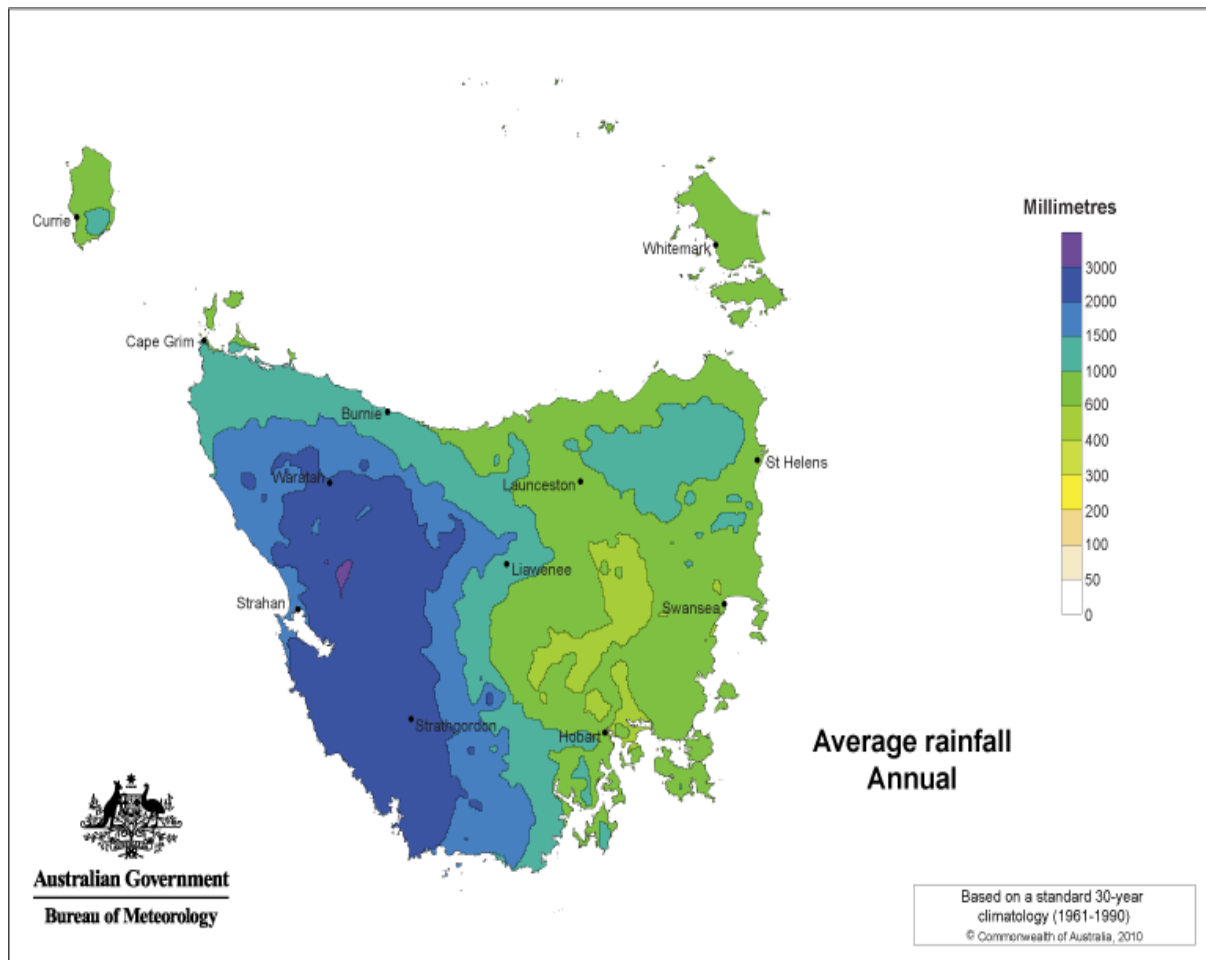 Currie
Whitemark
Cape Grim
Burnie
Waratah
Launceston
St Helens
Liawenee
Strahan
Swansea
Strathgordon
Hobart
Millimetres
3000
2000
1500
1000
600
400
300
200
100
50
0
Average rainfall
Annual
Australian Government
Bureau of Meteorology
Based on a standard 30-year
climatology (1961-1990)
© Commonwealth of Australia, 2010